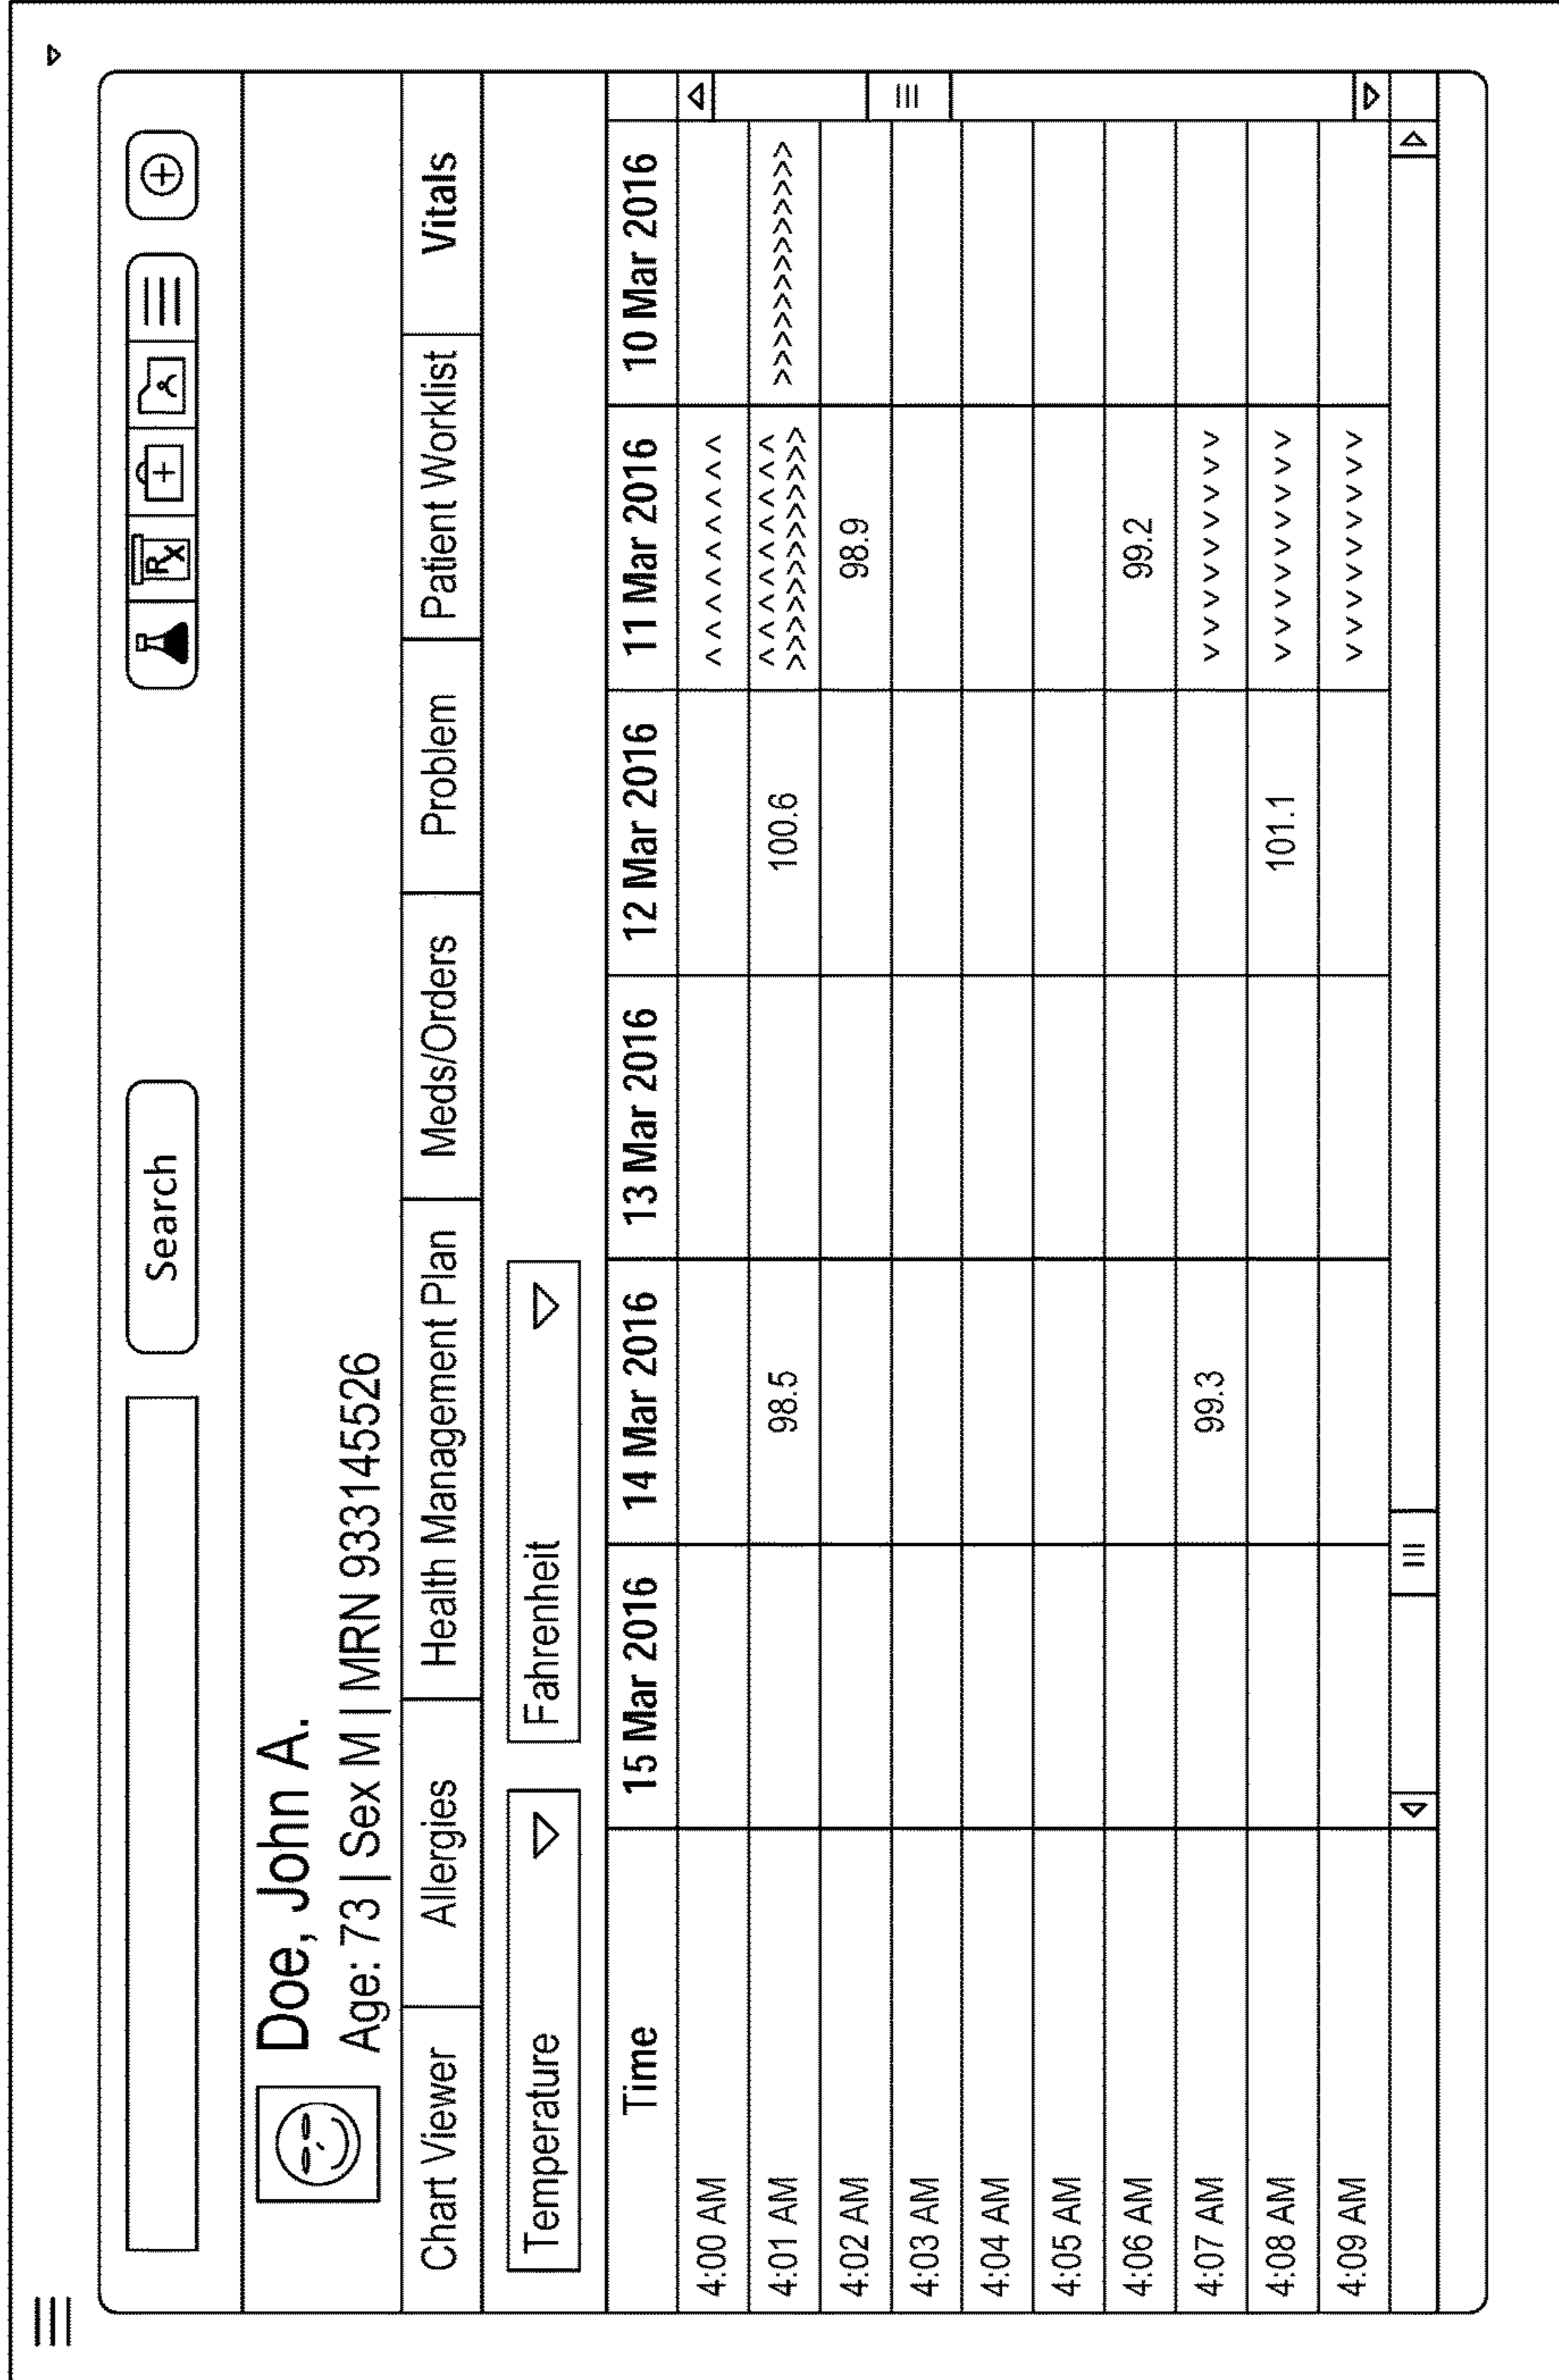 Search
Doe, John A.
Age: 73 | Sex M | MRN 933145526
Chart Viewer Allergies Health Management Plan Meds/Orders Problem Patient Worklist Vitals
Temperature Fahrenheit
Time 15 Mar 2016 14 Mar 2016 13 Mar 2016 12 Mar 2016 11 Mar 2016 10 Mar 2016
4:00 AM
4:01 AM 98.5 100.6
4:02 AM 98.9
4:03 AM
4:04 AM
4:05 AM
4:06 AM 99.2
4:07 AM 99.3
4:08 AM 101.1
4:09 AM